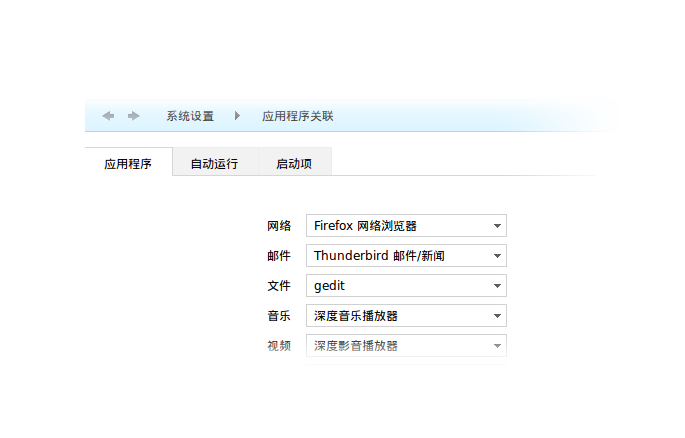 系统设置 应用程序关联
应用程序 自动运行 启动项
网络 Firefox 网络浏览器
邮件 Thunderbird 邮件/新闻
文件 gedit
音乐 深度音乐播放器
视频 深度影音播放器